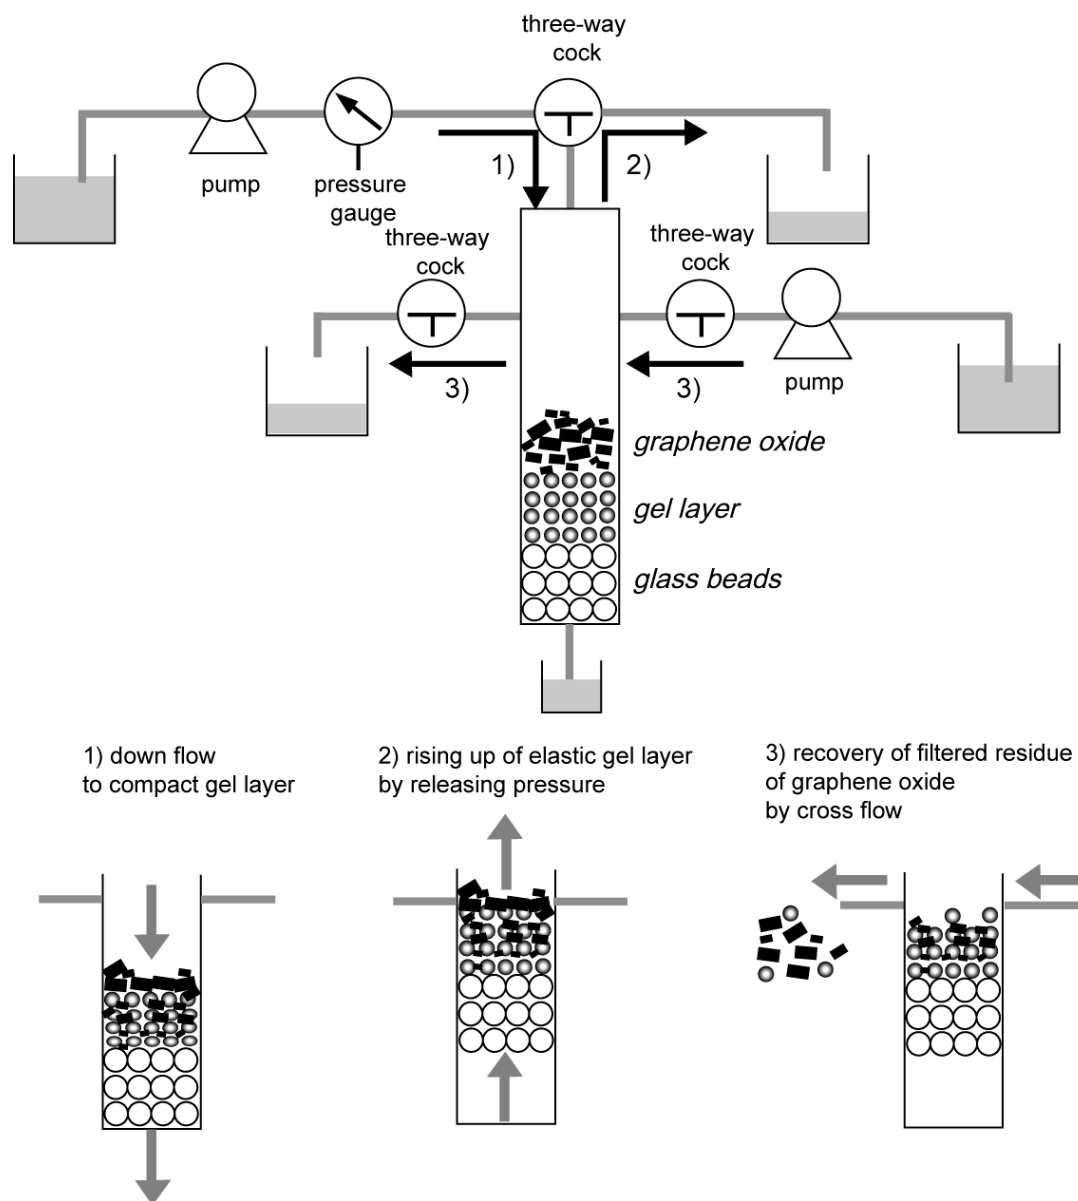 three-way
cock
1)
2)
pump
pressure
gauge
three-way
cock
three-way
cock
3)
3)
pump
graphene oxide
gel layer
glass beads
1) down flow
to compact gel layer
2) rising up of elastic gel layer
by releasing pressure
3) recovery of filtered residue
of graphene oxide
by cross flow